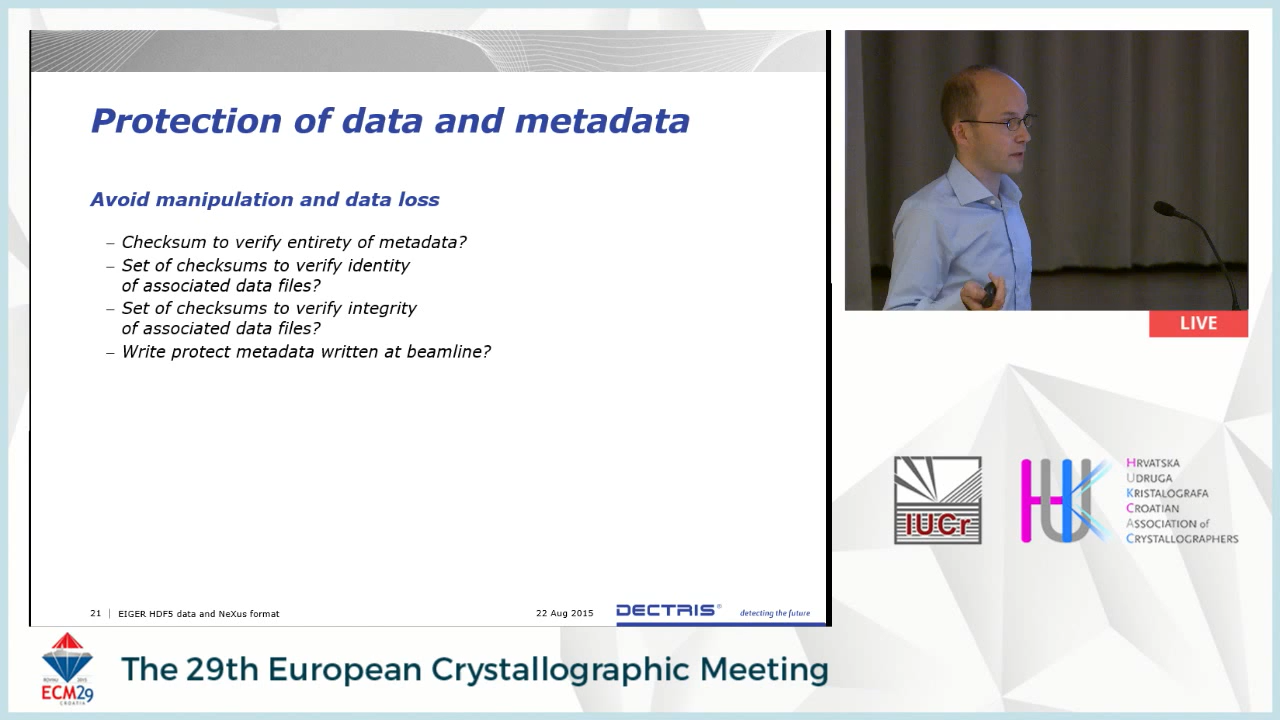 Protection of data and metadata
Avoid manipulation and data loss
– Checksum to verify entirety of metadata?
– Set of checksums to verify identity
of associated data files?
– Set of checksums to verify integrity
of associated data files?
– Write protect metadata written at beamline?
21 | EIGER HDF5 data and NeXus format
22 Aug 2015
DECTRIS®
detecting the future
LIVE
IUCr
HUK
HRVATSKA
UDRUGA
KRISTALOGRAFA
CROATIAN
ASSOCIATION of
CRYSTALLOGRAPHERS
ECM29
CROATIA
The 29th European Crystallographic Meeting